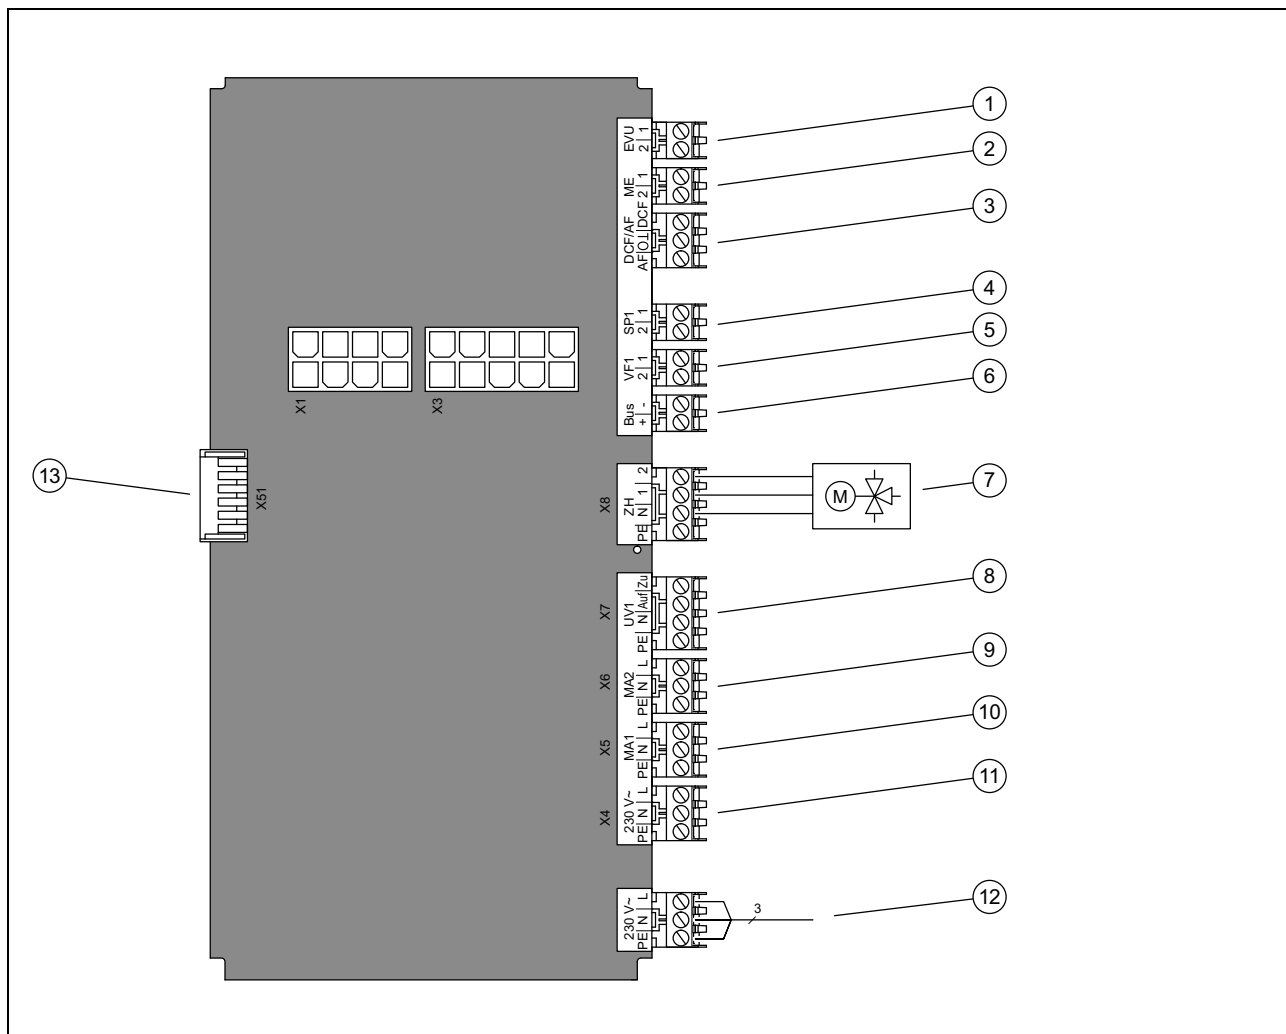 EVU
2 1
1
ME
2 1
2
DCF/AF
AF O⊥ DCF
3
SP1
2 1
4
VF1
2 1
5
Bus
+ -
6
X1
X3
13
X51
X8
ZH
PE N 1 2
M
7
X7
UV1
PE N Auf Zu
8
X6
MA2
PE N L
9
X5
MA1
PE N L
10
X4
230 V~
PE N L
11
230 V~
PE N L
3
12